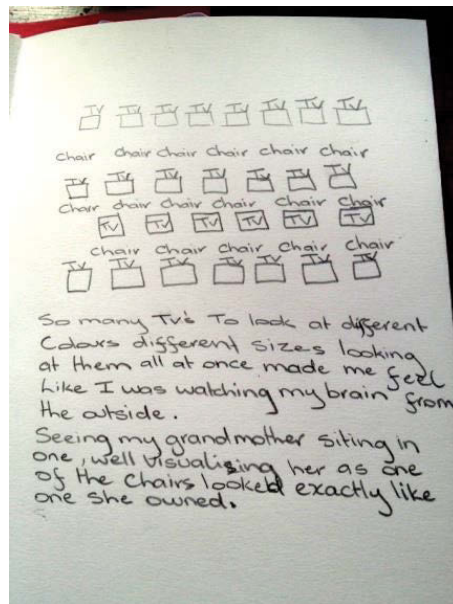 TV TV TV TV TV TV TV TV
chair chair chair chair chair chair
TV TV TV TV TV TV TV
chair chair chair chair chair chair
TV TV TV TV TV TV
chair chair chair chair chair
TV TV TV TV TV TV TV
So many TV's To look at different
Colours different sizes looking
at them all at once made me feel
Like I was watching my brain from
the outside.
Seeing my grandmother siting in
one, well visualising her as one
of the chairs looked exactly like
one she owned.